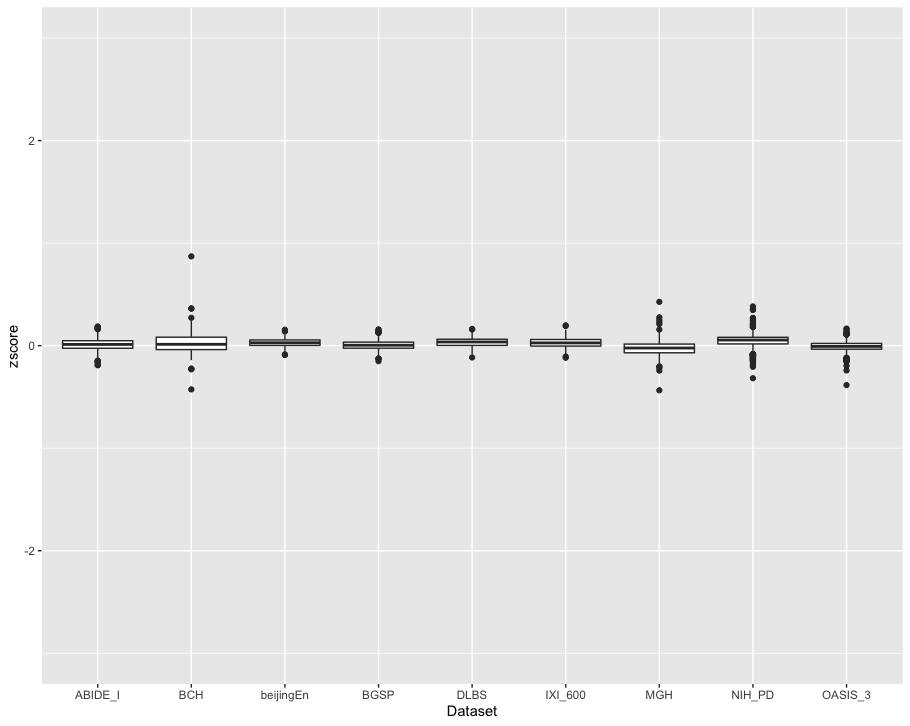 zscore
2
0
-2
ABIDE_I BCH beijingEn BGSP DLBS IXI_600 MGH NIH_PD OASIS_3
Dataset